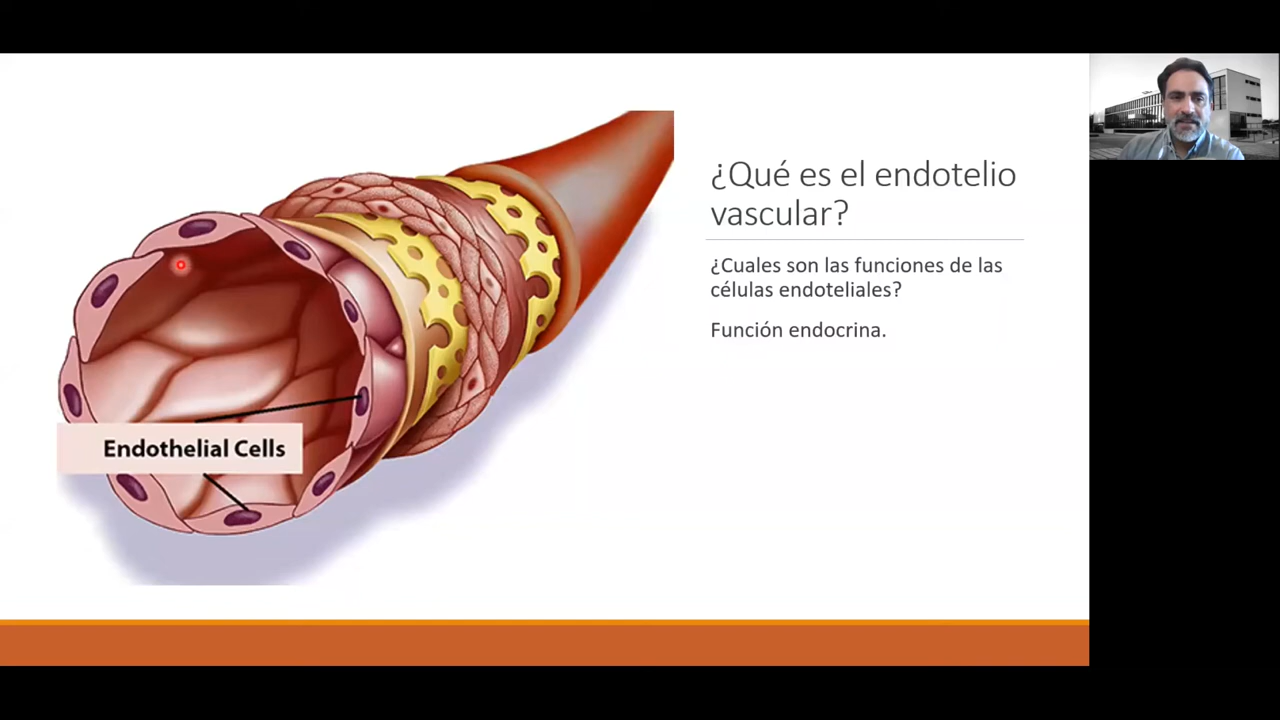 ¿Qué es el endotelio
vascular?
¿Cuales son las funciones de las
células endoteliales?
Función endocrina.
Endothelial Cells